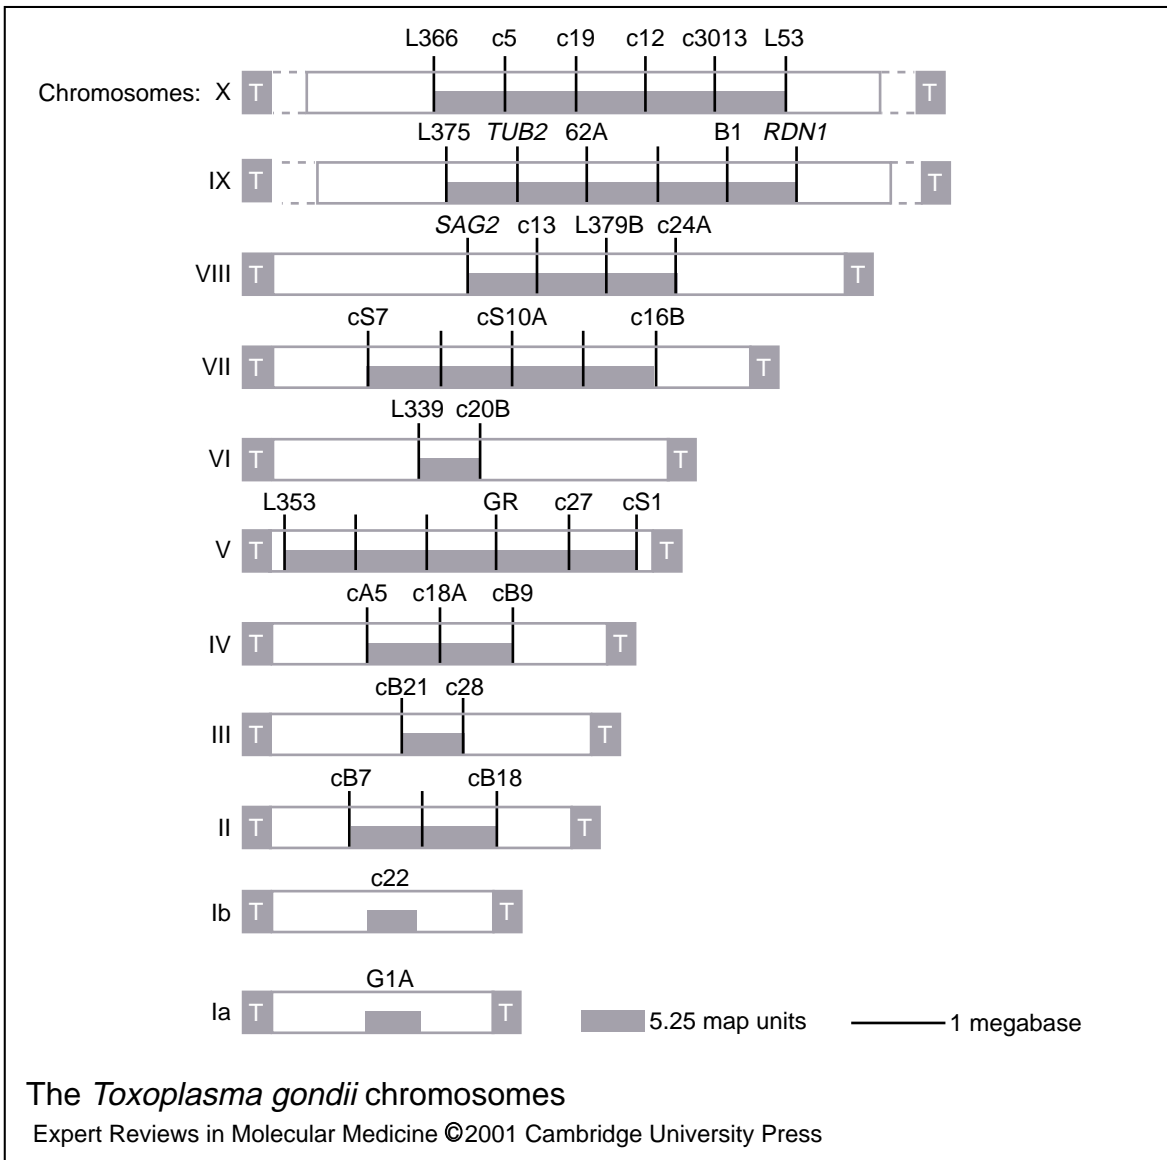 L366 c5 c19 c12 c3013 L53
Chromosomes: X T T
L375 TUB2 62A B1 RDN1
IX T T
SAG2 c13 L379B c24A
VIII T T
cS7 cS10A c16B
VII T T
L339 c20B
VI T T
L353 GR c27 cS1
V T T
cA5 c18A cB9
IV T T
cB21 c28
III T T
cB7 cB18
II T T
c22
Ib T T
G1A
Ia T T 5.25 map units 1 megabase
The Toxoplasma gondii chromosomes
Expert Reviews in Molecular Medicine ©2001 Cambridge University Press